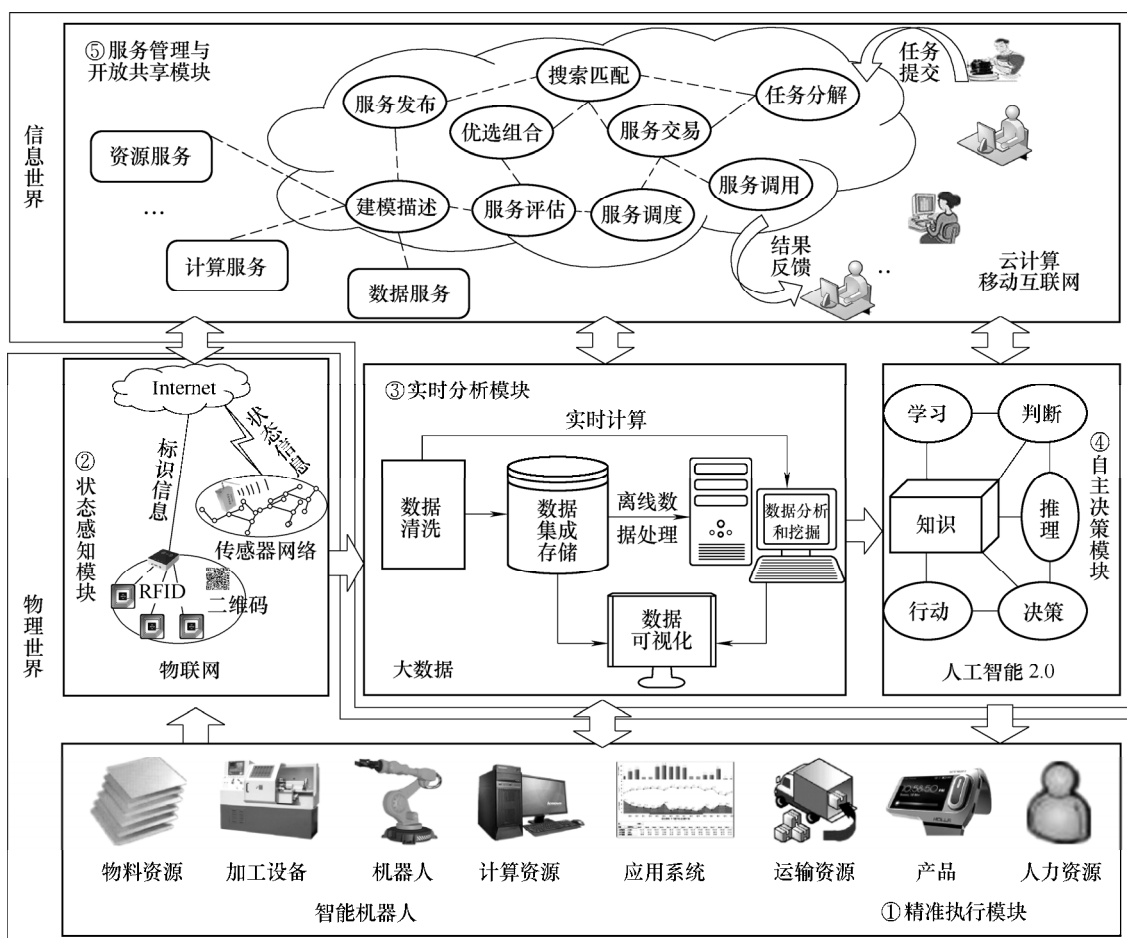 ⑤服务管理与
开放共享模块
搜索匹配
任务
提交
服务发布
任务分解
优选组合
服务交易
资源服务
…
建模描述
服务评估
服务调度
服务调用
计算服务
数据服务
结果
反馈
云计算
移动互联网
信息世界
Internet
标识信息
状态信息
②状态感知模块
传感器网络
RFID
二维码
物联网
③实时分析模块
实时计算
数据
清洗
数据
集成
存储
离线数
据处理
数据分析
和挖掘
数据
可视化
大数据
学习
判断
知识
推理
行动
决策
④自主决策模块
人工智能 2.0
物理世界
物料资源
加工设备
机器人
计算资源
应用系统
运输资源
产品
人力资源
智能机器人
①精准执行模块